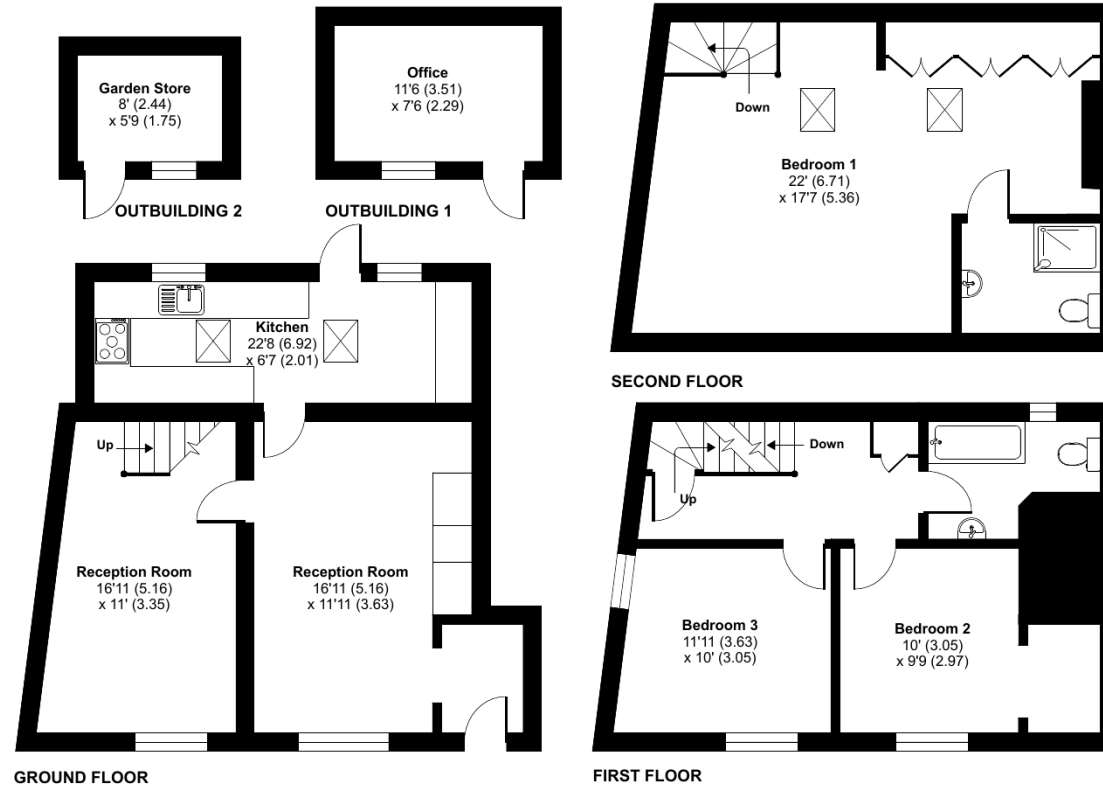 Garden Store
8' (2.44)
x 5'9 (1.75)
OUTBUILDING 2
Office
11'6 (3.51)
x 7'6 (2.29)
OUTBUILDING 1
Down
Bedroom 1
22' (6.71)
x 17'7 (5.36)
SECOND FLOOR
Kitchen
22'8 (6.92)
x 6'7 (2.01)
Up
Reception Room
16'11 (5.16)
x 11' (3.35)
Reception Room
16'11 (5.16)
x 11'11 (3.63)
GROUND FLOOR
Down
Up
Bedroom 3
11'11 (3.63)
x 10' (3.05)
Bedroom 2
10' (3.05)
x 9'9 (2.97)
FIRST FLOOR